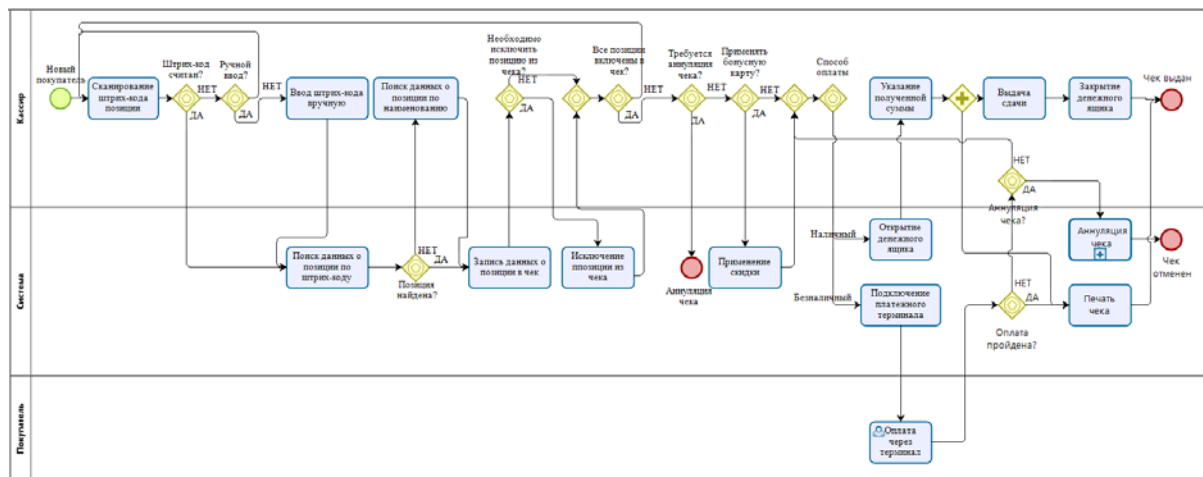 Кассир
Новый
покупатель
Сканирование
штрих-кода
позиции
Штрих-код
считан?
НЕТ
ДА
Ручной
ввод?
НЕТ
ДА
Ввод штрих-кода
вручную
Поиск данных о
позиции по
наименованию
Необходимо
исключить
позицию из
чека?
НЕТ
ДА
Все позиции
включены в
чек?
НЕТ
ДА
Требуется
аннуляция
чека?
НЕТ
ДА
Применять
бонусную
карту?
НЕТ
ДА
Способ
оплаты
Указание
полученной
суммы
Выдача
сдачи
Закрытие
денежного
ящика
Чек выдан
НЕТ
ДА
Аннуляция
чека?
Система
Поиск данных о
позиции по
штрих-коду
НЕТ
ДА
Позиция
найдена?
Запись данных о
позиции в чек
Исключение
ппозиции из
чека
Аннуляция
чека
Применение
скидки
Наличный
Открытие
денежного
ящика
Аннуляция
чека
Чек
отменен
Безналичный
Подключение
платежного
терминала
НЕТ
ДА
Оплата
пройдена?
Печать
чека
Покупатель
Оплата
через
терминал